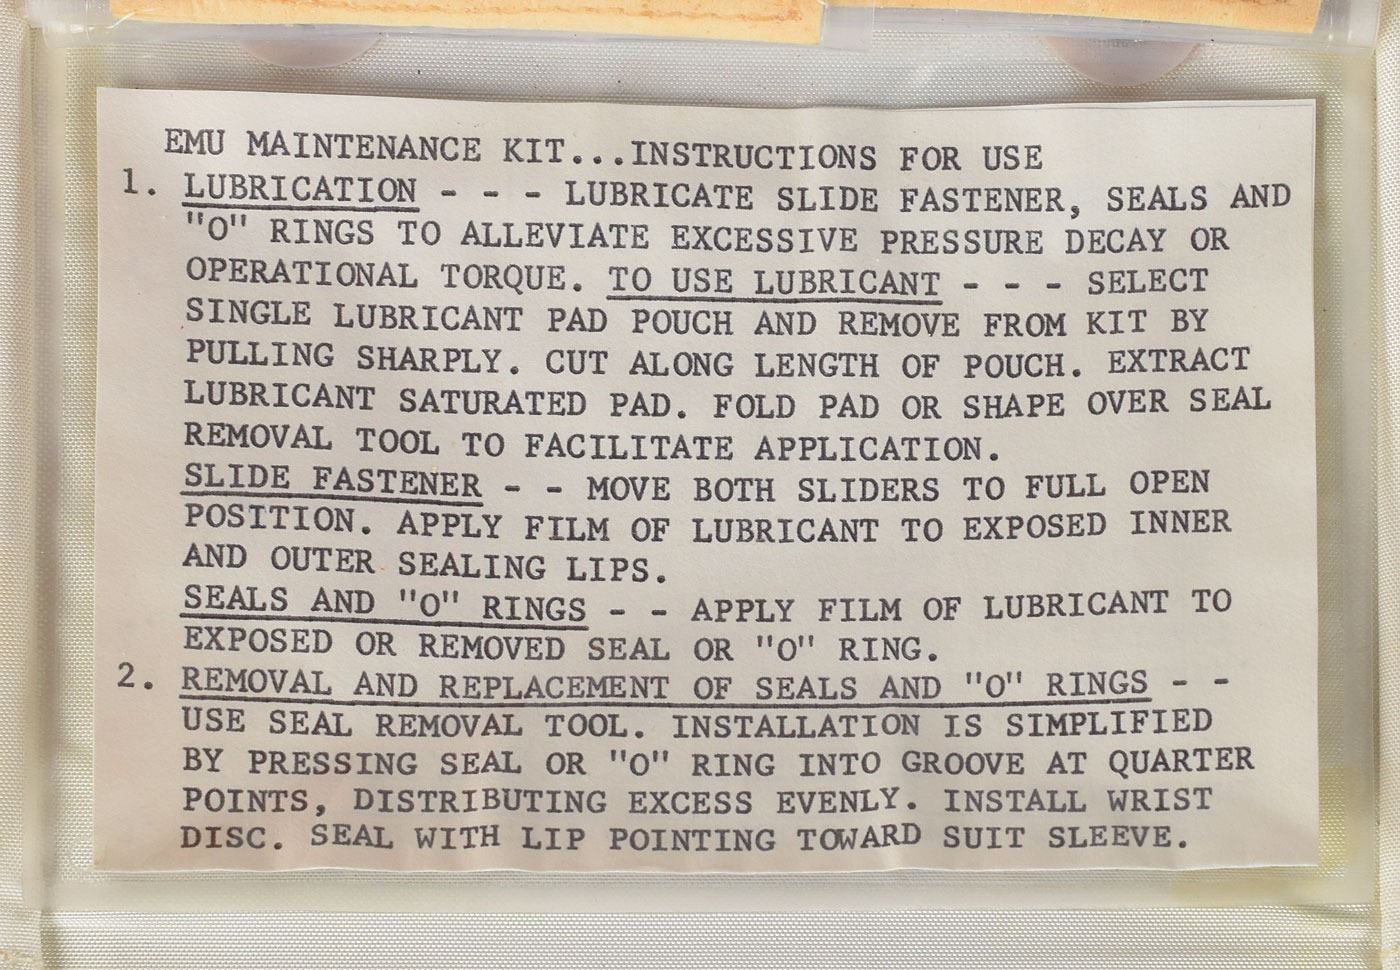 EMU MAINTENANCE KIT...INSTRUCTIONS FOR USE
1. LUBRICATION - - - LUBRICATE SLIDE FASTENER, SEALS AND
"O" RINGS TO ALLEVIATE EXCESSIVE PRESSURE DECAY OR
OPERATIONAL TORQUE. TO USE LUBRICANT - - - SELECT
SINGLE LUBRICANT PAD POUCH AND REMOVE FROM KIT BY
PULLING SHARPLY. CUT ALONG LENGTH OF POUCH. EXTRACT
LUBRICANT SATURATED PAD. FOLD PAD OR SHAPE OVER SEAL
REMOVAL TOOL TO FACILITATE APPLICATION.
SLIDE FASTENER - - MOVE BOTH SLIDERS TO FULL OPEN
POSITION. APPLY FILM OF LUBRICANT TO EXPOSED INNER
AND OUTER SEALING LIPS.
SEALS AND "O" RINGS - - APPLY FILM OF LUBRICANT TO
EXPOSED OR REMOVED SEAL OR "O" RING.
2. REMOVAL AND REPLACEMENT OF SEALS AND "O" RINGS - -
USE SEAL REMOVAL TOOL. INSTALLATION IS SIMPLIFIED
BY PRESSING SEAL OR "O" RING INTO GROOVE AT QUARTER
POINTS, DISTRIBUTING EXCESS EVENLY. INSTALL WRIST
DISC. SEAL WITH LIP POINTING TOWARD SUIT SLEEVE.